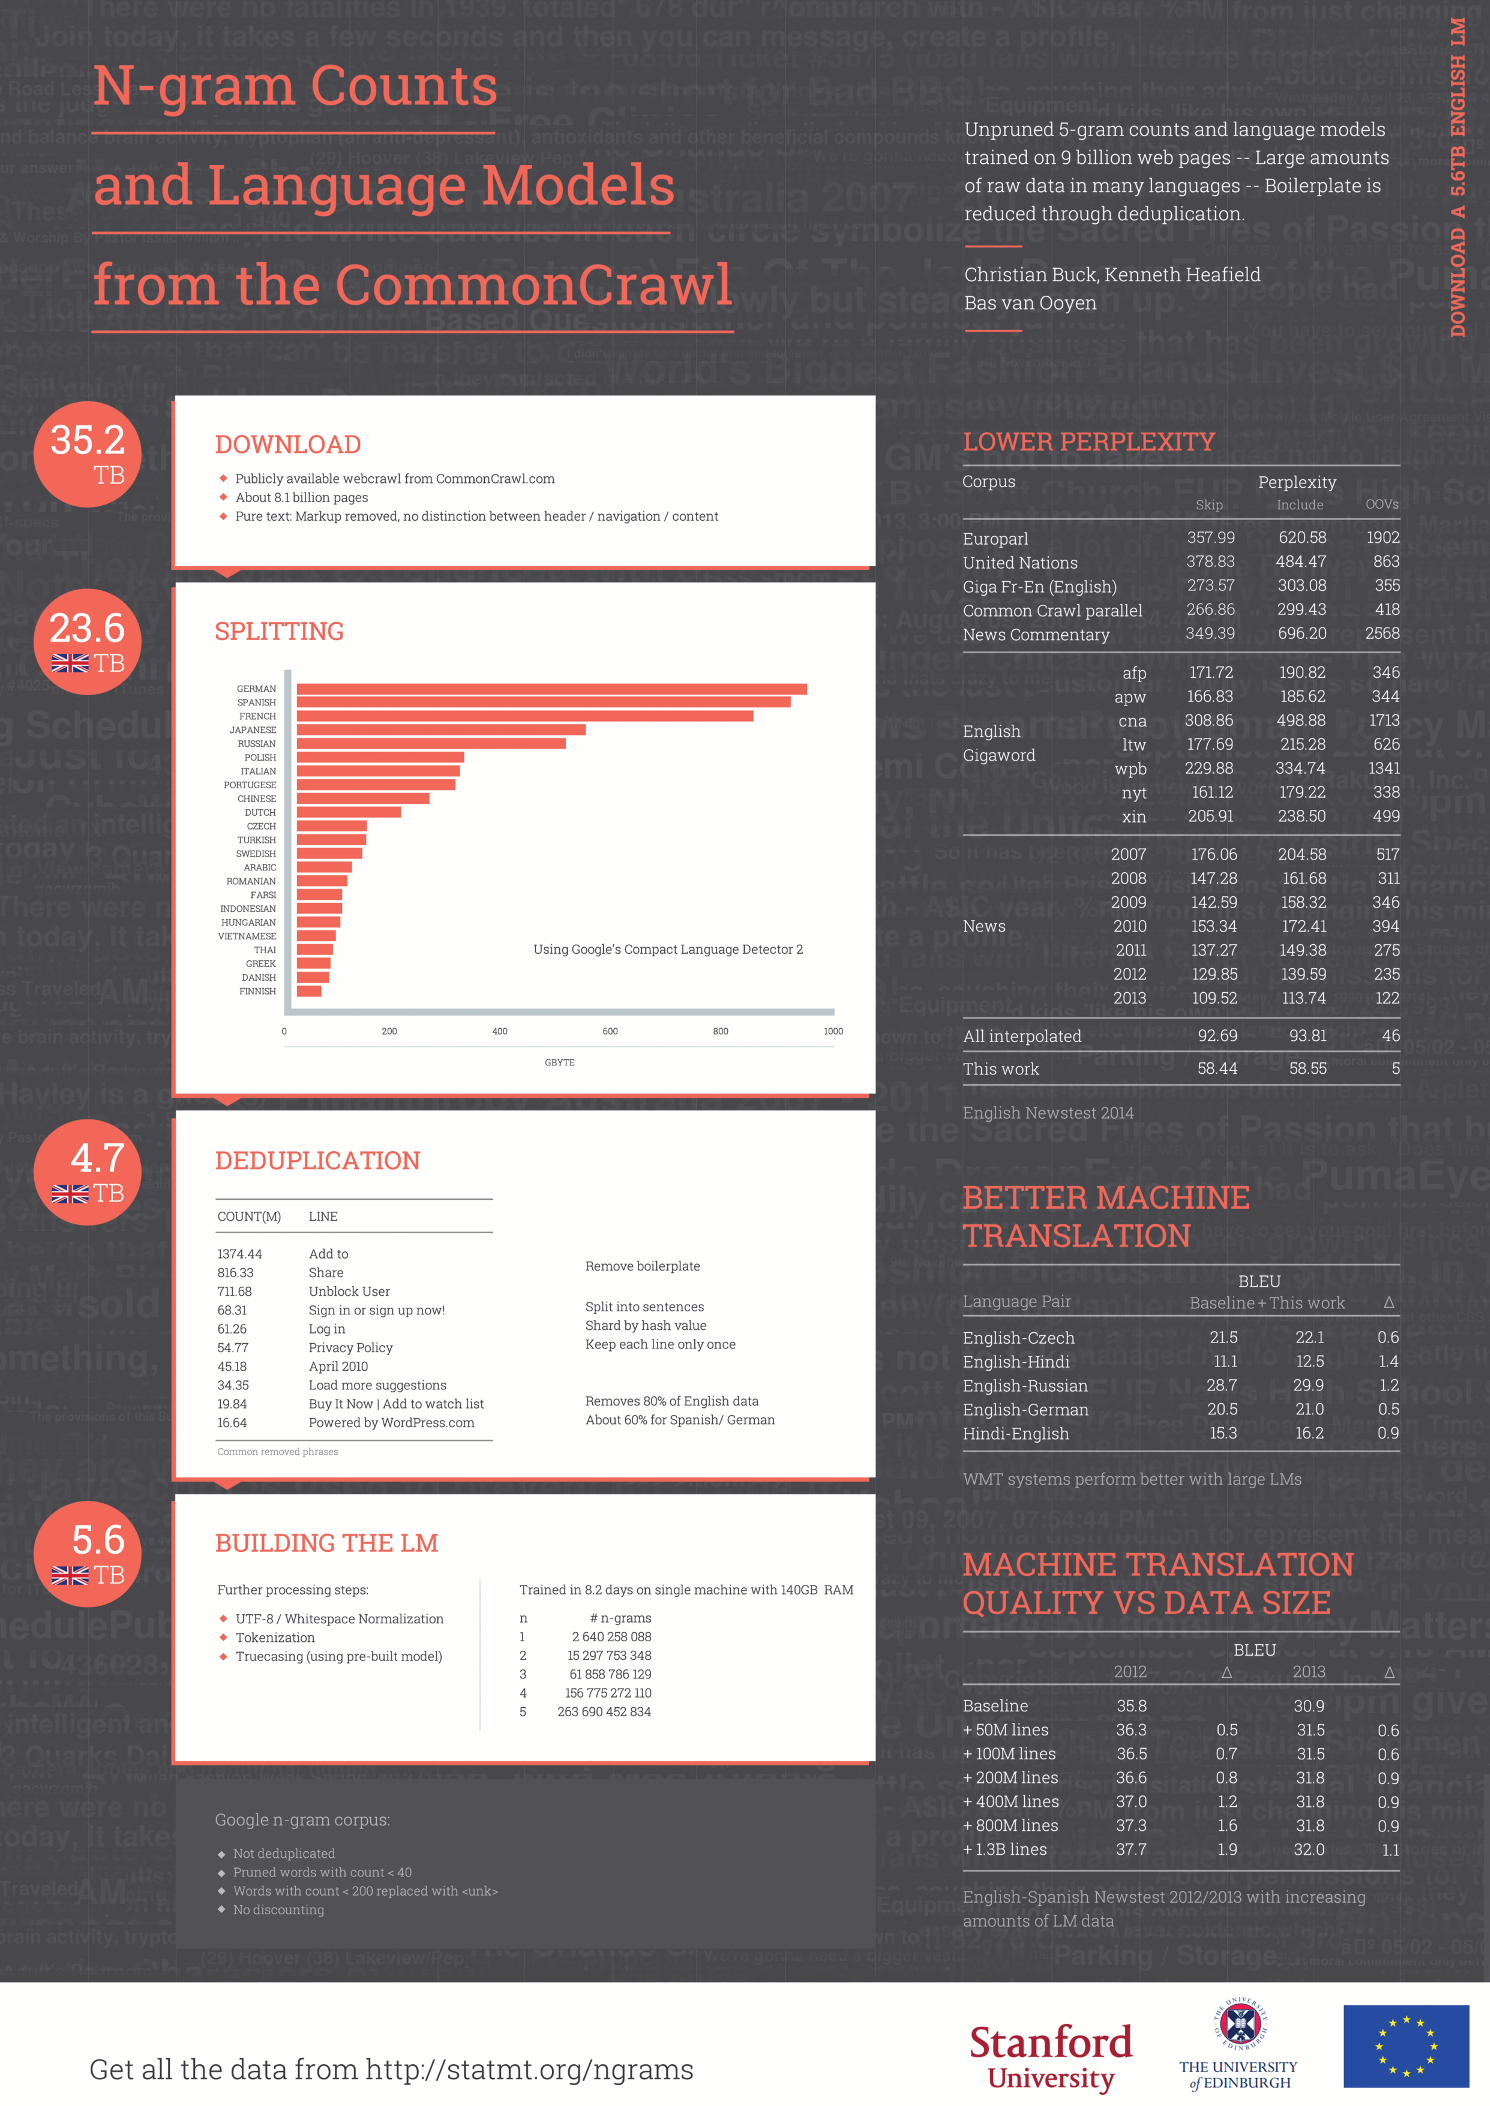 N-gram Counts
and Language Models
from the CommonCrawl
Unpruned 5-gram counts and language models
trained on 9 billion web pages -- Large amounts
of raw data in many languages -- Boilerplate is
reduced through deduplication.
Christian Buck, Kenneth Heafield
Bas van Ooyen
DOWNLOAD A 5.6TB ENGLISH LM
35.2
TB
DOWNLOAD
Publicly available webcrawl from CommonCrawl.com
About 8.1 billion pages
Pure text: Markup removed, no distinction between header / navigation / content
23.6
TB
SPLITTING
GERMAN
SPANISH
FRENCH
JAPANESE
RUSSIAN
POLISH
ITALIAN
PORTUGESE
CHINESE
DUTCH
CZECH
TURKISH
SWEDISH
ARABIC
ROMANIAN
FARSI
INDONESIAN
HUNGARIAN
VIETNAMESE
THAI
GREEK
DANISH
FINNISH
Using Google's Compact Language Detector 2
0 200 400 600 800 1000
GBYTE
4.7
TB
DEDUPLICATION
COUNT(M) LINE
1374.44 Add to
816.33 Share
711.68 Unblock User
68.31 Sign in or sign up now!
61.26 Log in
54.77 Privacy Policy
45.18 April 2010
34.35 Load more suggestions
19.84 Buy It Now | Add to watch list
16.64 Powered by WordPress.com
Common removed phrases
Remove boilerplate
Split into sentences
Shard by hash value
Keep each line only once
Removes 80% of English data
About 60% for Spanish/ German
5.6
TB
BUILDING THE LM
Further processing steps:
UTF-8 / Whitespace Normalization
Tokenization
Truecasing (using pre-built model)
Trained in 8.2 days on single machine with 140GB RAM
n # n-grams
1 2 640 258 088
2 15 297 753 348
3 61 858 786 129
4 156 775 272 110
5 263 690 452 834
Google n-gram corpus:
Not deduplicated
Pruned words with count < 40
Words with count < 200 replaced with <unk>
No discounting
LOWER PERPLEXITY
Corpus Perplexity
Skip Include OOVs
Europarl 357.99 620.58 1902
United Nations 378.83 484.47 863
Giga Fr-En (English) 273.57 303.08 355
Common Crawl parallel 266.86 299.43 418
News Commentary 349.39 696.20 2568
English
Gigaword
afp 171.72 190.82 346
apw 166.83 185.62 344
cna 308.86 498.88 1713
ltw 177.69 215.28 626
wpb 229.88 334.74 1341
nyt 161.12 179.22 338
xin 205.91 238.50 499
News
2007 176.06 204.58 517
2008 147.28 161.68 311
2009 142.59 158.32 346
2010 153.34 172.41 394
2011 137.27 149.38 275
2012 129.85 139.59 235
2013 109.52 113.74 122
All interpolated 92.69 93.81 46
This work 58.44 58.55 5
English Newstest 2014
BETTER MACHINE
TRANSLATION
BLEU
Language Pair Baseline + This work Δ
English-Czech 21.5 22.1 0.6
English-Hindi 11.1 12.5 1.4
English-Russian 28.7 29.9 1.2
English-German 20.5 21.0 0.5
Hindi-English 15.3 16.2 0.9
WMT systems perform better with large LMs
MACHINE TRANSLATION
QUALITY VS DATA SIZE
BLEU
2012 Δ 2013 Δ
Baseline 35.8 30.9
+ 50M lines 36.3 0.5 31.5 0.6
+ 100M lines 36.5 0.7 31.5 0.6
+ 200M lines 36.6 0.8 31.8 0.9
+ 400M lines 37.0 1.2 31.8 0.9
+ 800M lines 37.3 1.6 31.8 0.9
+ 1.3B lines 37.7 1.9 32.0 1.1
English-Spanish Newstest 2012/2013 with increasing
amounts of LM data
Get all the data from http://statmt.org/ngrams
Stanford
University
THE UNIVERSITY OF EDINBURGH
THE UNIVERSITY
of EDINBURGH